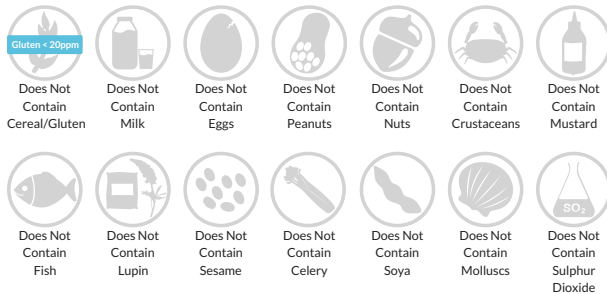 Gluten < 20ppm
Does Not
Contain
Cereal/Gluten
Does Not
Contain
Milk
Does Not
Contain
Eggs
Does Not
Contain
Peanuts
Does Not
Contain
Nuts
Does Not
Contain
Crustaceans
Does Not
Contain
Mustard
Does Not
Contain
Fish
Does Not
Contain
Lupin
Does Not
Contain
Sesame
Does Not
Contain
Celery
Does Not
Contain
Soya
Does Not
Contain
Molluscs
SO₂
Does Not
Contain
Sulphur
Dioxide